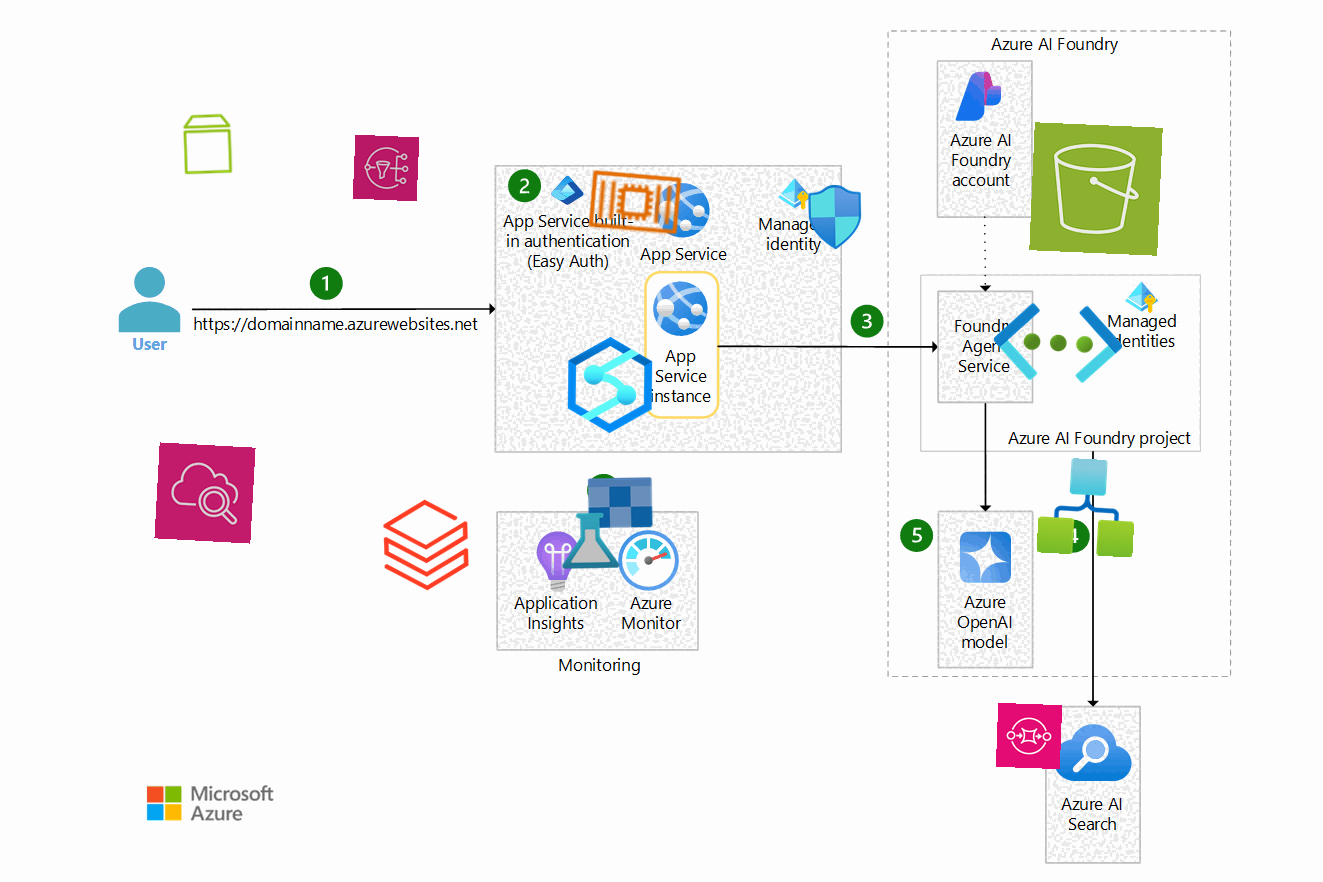 Azure AI Foundry
Azure AI
Foundry
account
2
App Service built-
in authentication
(Easy Auth)
App Service
Managed
identity
1
https://domainname.azurewebsites.net
User
App
Service
instance
3
Foundry
Agent
Service
Managed
identities
Azure AI Foundry project
5
4
Azure
OpenAI
model
Application
Insights
Azure
Monitor
Monitoring
Azure AI
Search
Microsoft
Azure